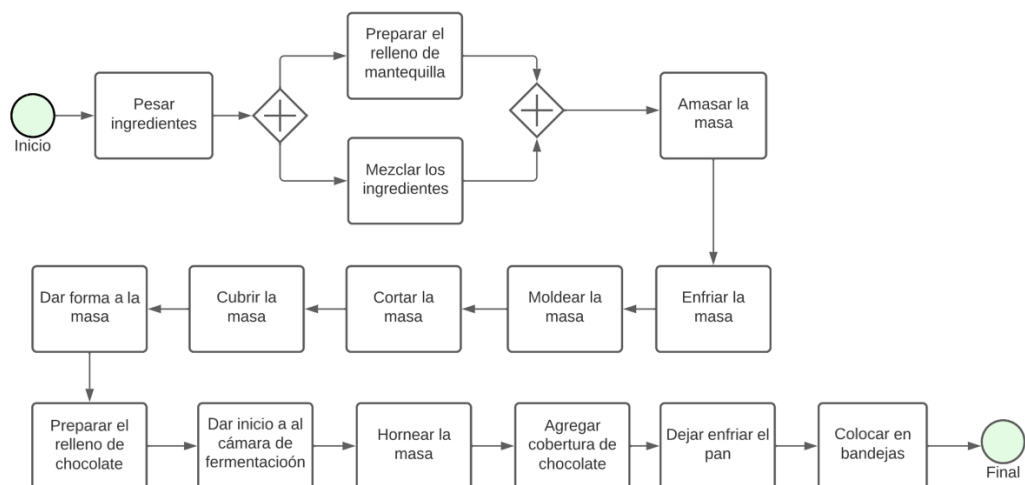 Inicio
Pesar
ingredientes
Preparar el
relleno de
mantequilla
Mezclar los
ingredientes
Amasar la
masa
Enfriar la
masa
Moldear la
masa
Cortar la
masa
Cubrir la
masa
Dar forma a la
masa
Preparar el
relleno de
chocolate
Dar inicio a al
cámara de
fermentacioón
Hornear la
masa
Agregar
cobertura de
chocolate
Dejar enfriar el
pan
Colocar en
bandejas
Final